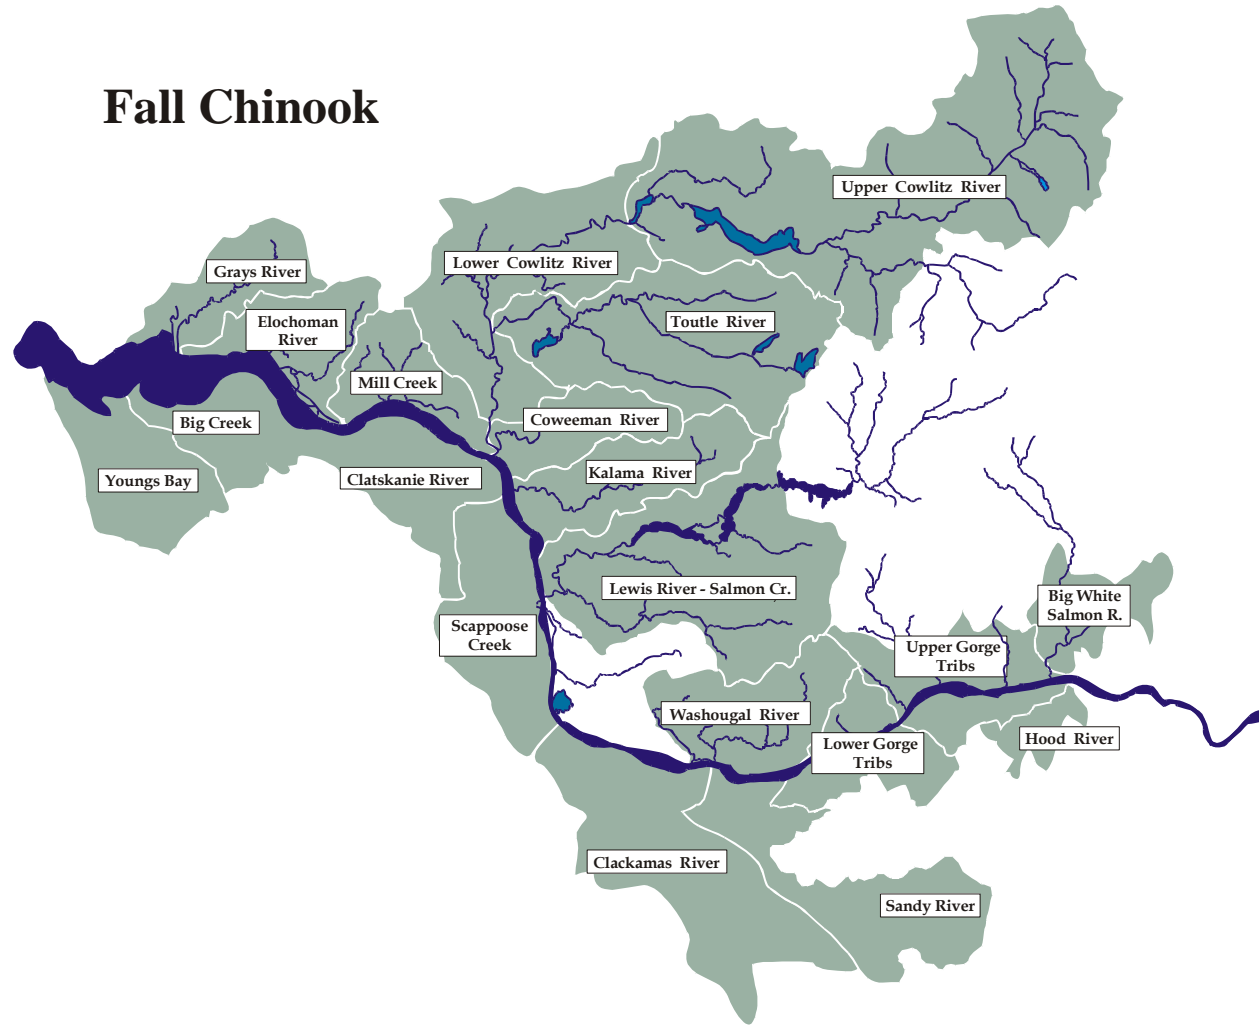 Fall Chinook
Upper Cowlitz River
Grays River
Lower Cowlitz River
Elochoman
River
Toutle River
Mill Creek
Big Creek
Coweeman River
Youngs Bay
Clatskanie River
Kalama River
Lewis River - Salmon Cr.
Big White
Salmon R.
Scappoose
Creek
Upper Gorge
Tribs
Washougal River
Hood River
Lower Gorge
Tribs
Clackamas River
Sandy River